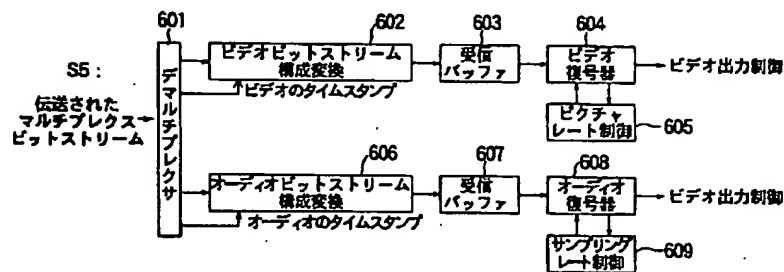 601
602
603
604
S5:
伝送された
マルチプレクス
ビットストリーム
デマルチプレクサ
ビデオビットストリーム
構成変換
ビデオのタイムスタンプ
受信
バッファ
ビデオ
復号器
ビデオ出力制御
ピクチャ
レート制御
605
606
607
608
オーディオビットストリーム
構成変換
オーディオのタイムスタンプ
受信
バッファ
オーディオ
復号器
ビデオ出力制御
サンプリング
レート制御
609